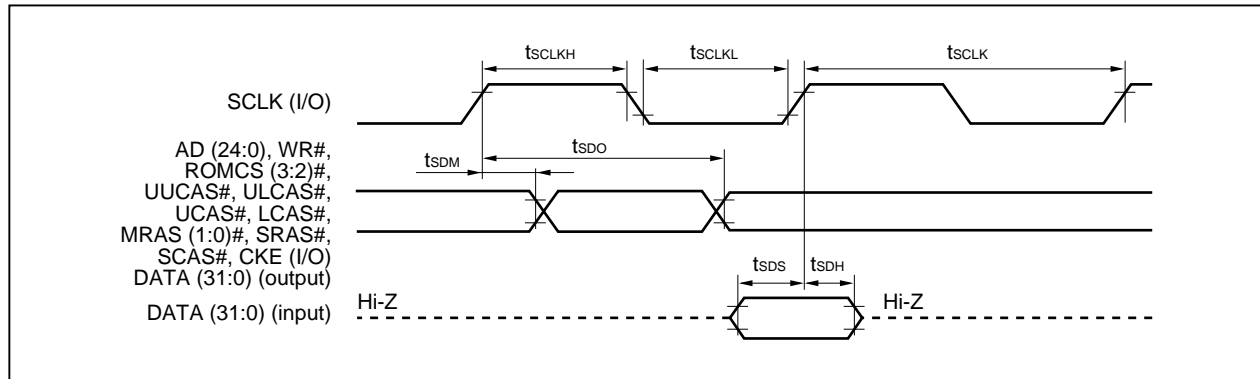 tSCLKH tSCLKL tSCLK
SCLK (I/O)
AD (24:0), WR#,
ROMCS (3:2)#,
UUCAS#, ULCAS#,
UCAS#, LCAS#,
MRAS (1:0)#, SRAS#,
SCAS#, CKE (I/O)
DATA (31:0) (output)
tSDM tSDO
tSDS tSDH
DATA (31:0) (input) Hi-Z Hi-Z